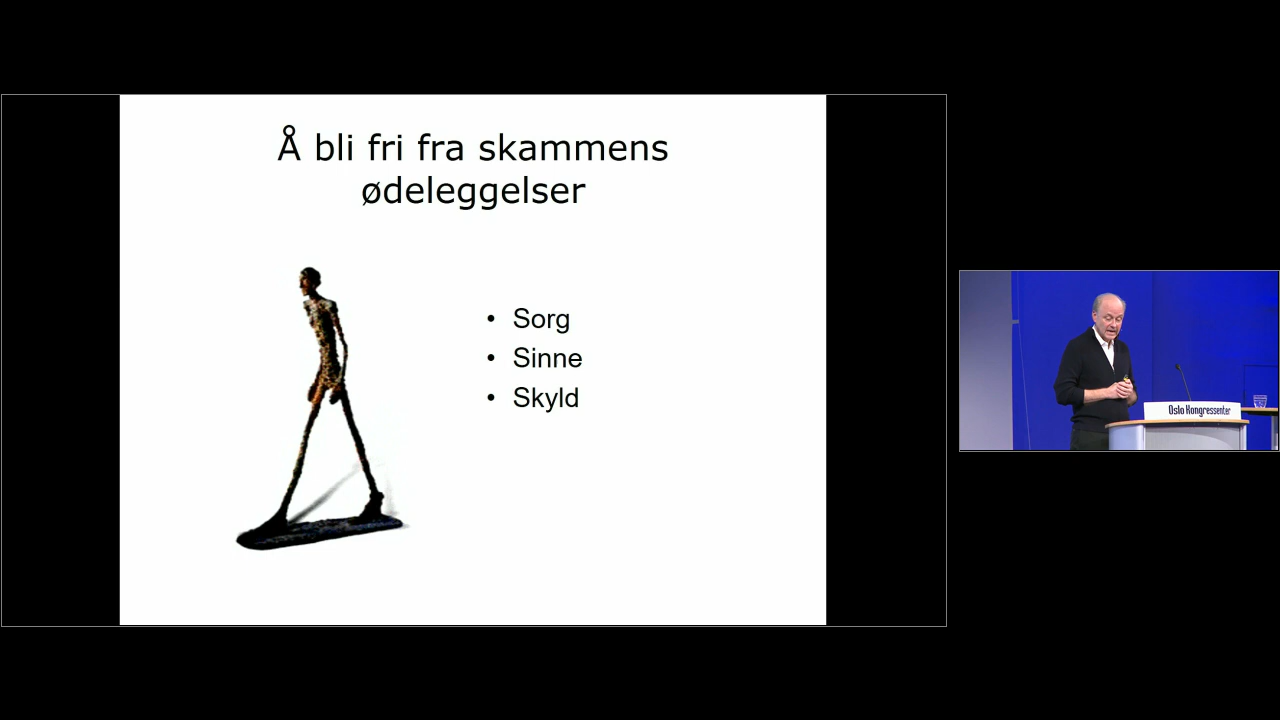 Å bli fri fra skammens
ødeleggelser
• Sorg
• Sinne
• Skyld
Oslo Kongressenter